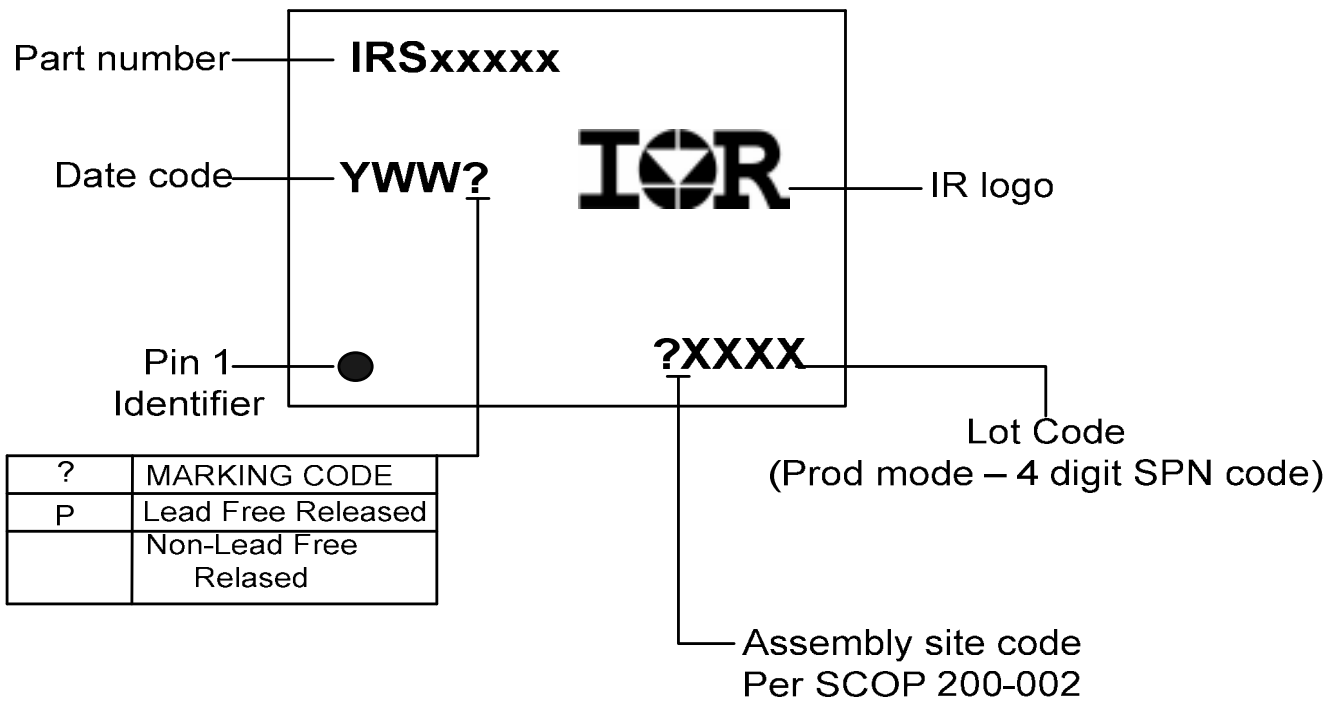 Part number
IRSxxxxx
Date code
YWW?
IOR
IR logo
Pin 1
Identifier
?XXXX
Lot Code
(Prod mode – 4 digit SPN code)
? MARKING CODE
P Lead Free Released
Non-Lead Free
Relased
Assembly site code
Per SCOP 200-002